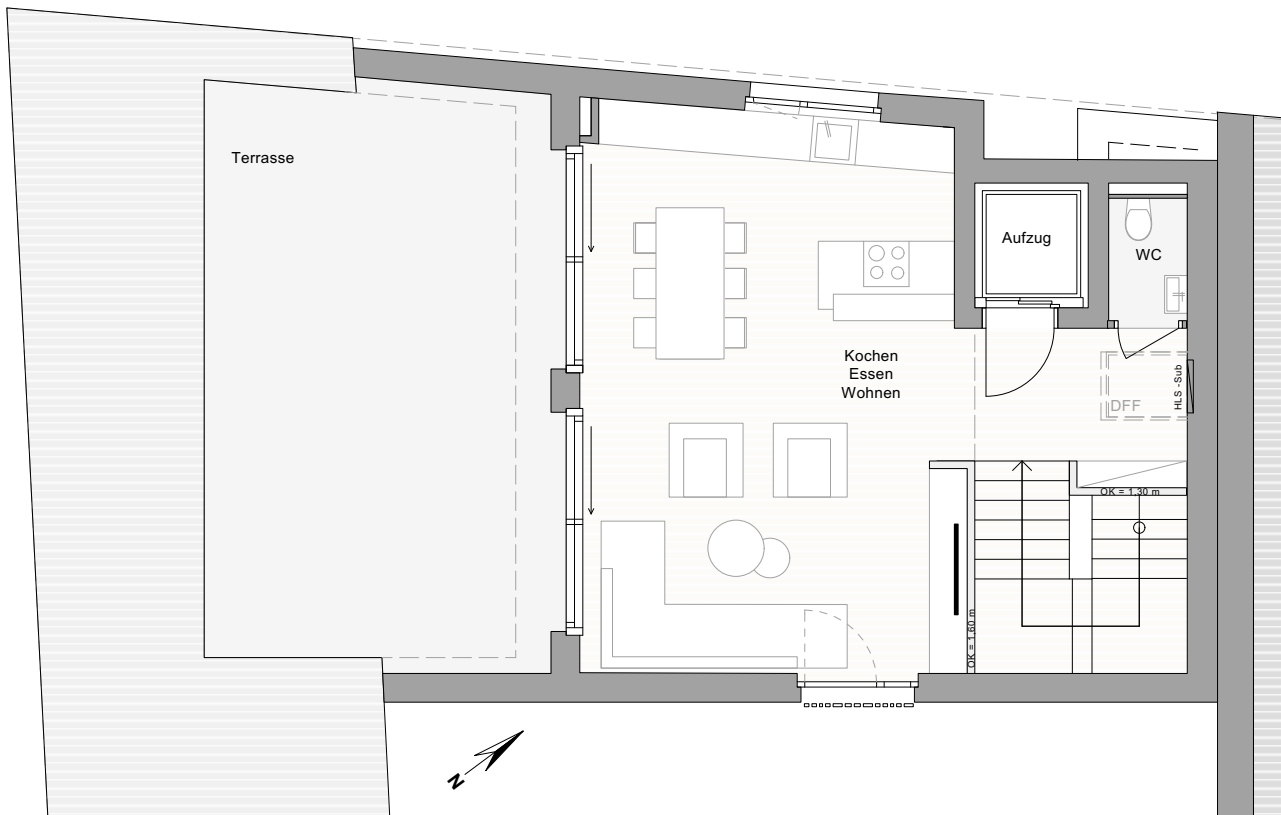 Terrasse
Aufzug
WC
Kochen
Essen
Wohnen
HLS -Sub
DFF
OK = 1,30 m
OK = 1,60 m
N